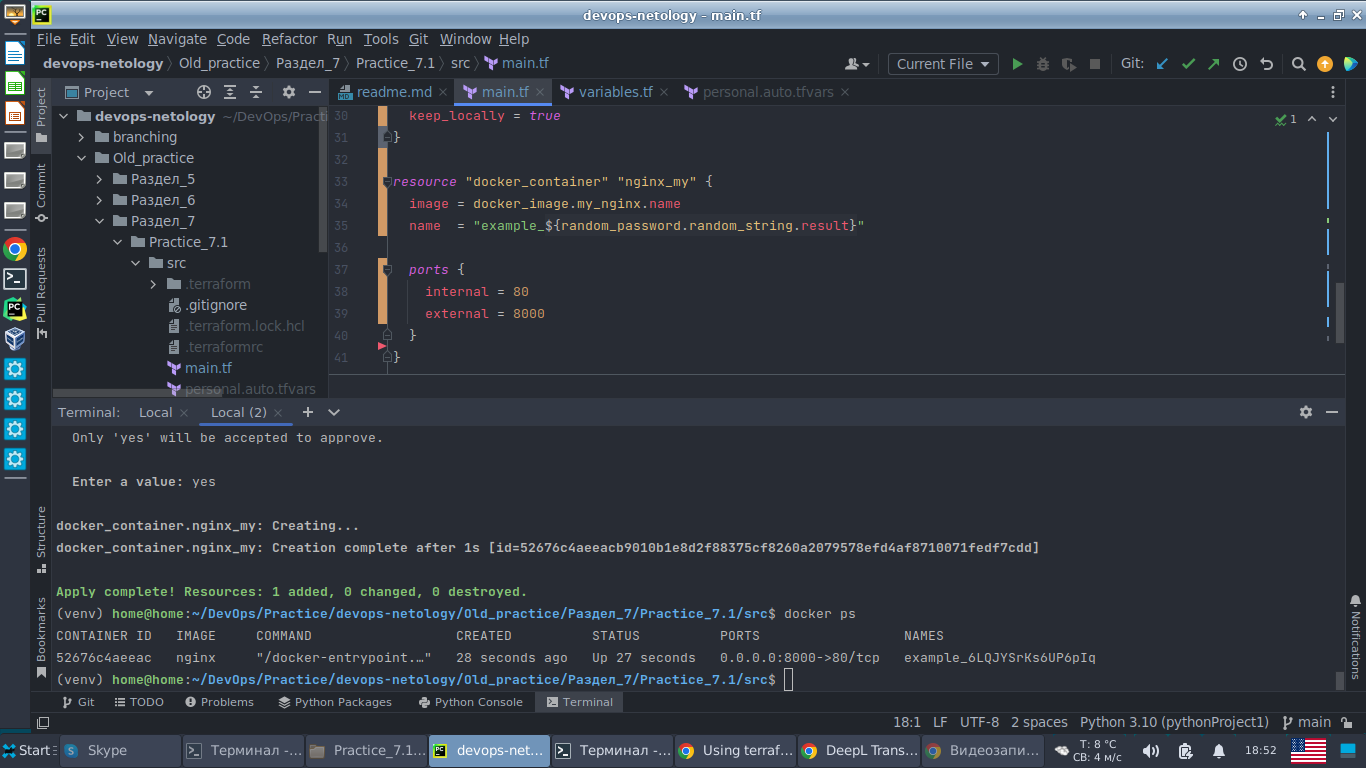 devops-netology – main.tf
File Edit View Navigate Code Refactor Run Tools Git Window Help
devops-netology Old_practice Раздел_7 Practice_7.1 src main.tf
Current File
Git:
Project
readme.md
main.tf
variables.tf
personal.auto.tfvars
devops-netology ~/DevOps/Practi
branching
Old_practice
Раздел_5
Раздел_6
Раздел_7
Practice_7.1
src
.terraform
.gitignore
.terraform.lock.hcl
.terraformrc
main.tf
personal.auto.tfvars
Project
Commit
Pull Requests
Structure
Bookmarks
Notifications
1
30 keep_locally = true
31 }
32
33 resource "docker_container" "nginx_my" {
34 image = docker_image.my_nginx.name
35 name  = "example_${random_password.random_string.result}"
36
37 ports {
38 internal = 80
39 external = 8000
40 }
41 }
Terminal: Local Local (2)
Only 'yes' will be accepted to approve.
Enter a value: yes
docker_container.nginx_my: Creating...
docker_container.nginx_my: Creation complete after 1s [id=52676c4aeeacb9010b1e8d2f88375cf8260a2079578efd4af8710071fedf7cdd]
Apply complete! Resources: 1 added, 0 changed, 0 destroyed.
(venv) home@home:~/DevOps/Practice/devops-netology/Old_practice/Раздел_7/Practice_7.1/src$ docker ps
CONTAINER ID   IMAGE     COMMAND                  CREATED          STATUS          PORTS                  NAMES
52676c4aeeac   nginx     "/docker-entrypoint.…"   28 seconds ago   Up 27 seconds   0.0.0.0:8000->80/tcp   example_6LQJYSrKs6UP6pIq
(venv) home@home:~/DevOps/Practice/devops-netology/Old_practice/Раздел_7/Practice_7.1/src$
Git TODO Problems Python Packages Python Console Terminal
18:1 LF UTF-8 2 spaces Python 3.10 (pythonProject1) main
Start Skype Терминал -... Practice_7.1... devops-net... Терминал -... Using terraf... DeepL Trans... Видеозапи...
T: 8 °C
СВ: 4 м/с
18:52